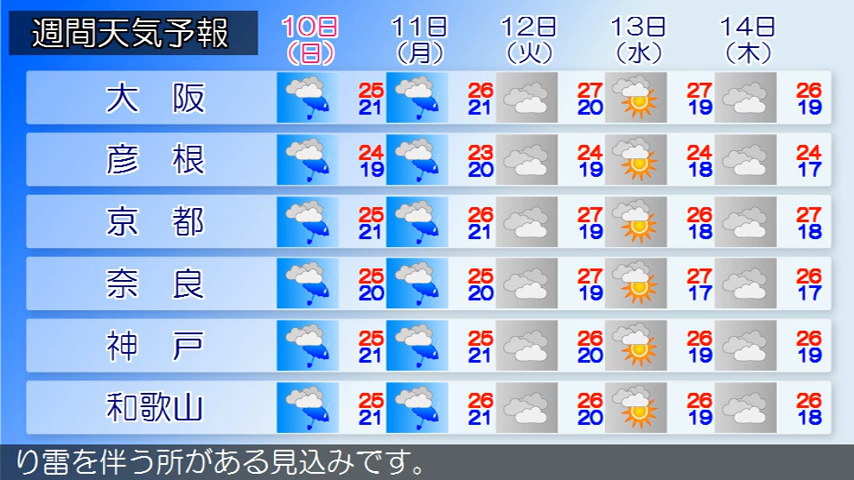 週間天気予報
10日 11日 12日 13日 14日
(日) (月) (火) (水) (木)
大阪 25 26 27 27 26
21 21 20 19 19
彦根 24 23 24 24 24
19 20 19 18 17
京都 25 26 27 26 27
21 21 19 18 18
奈良 25 25 27 27 26
20 20 19 17 17
神戸 25 25 26 26 26
21 21 20 19 19
和歌山 25 26 26 26 26
21 21 20 19 18
り雷を伴う所がある見込みです。